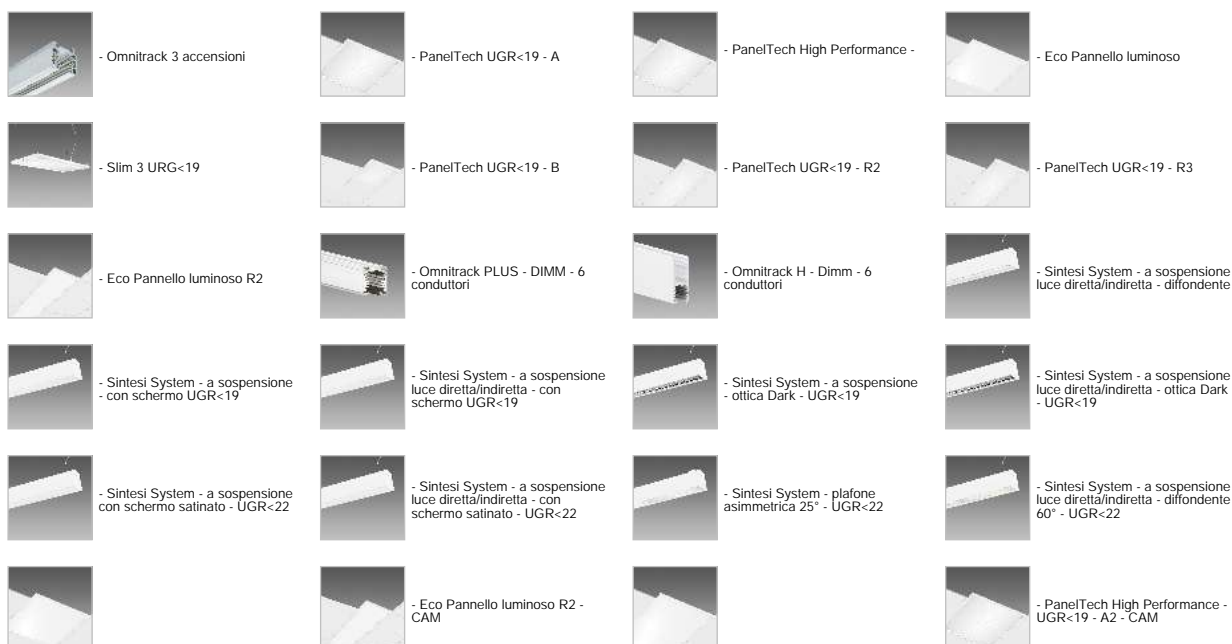 - Omnitrack 3 accensioni
- PanelTech UGR<19 - A
- PanelTech High Performance -
- Eco Pannello luminoso
- Slim 3 URG<19
- PanelTech UGR<19 - B
- PanelTech UGR<19 - R2
- PanelTech UGR<19 - R3
- Eco Pannello luminoso R2
- Omnitrack PLUS - DIMM - 6
conduttori
- Omnitrack H - Dimm - 6
conduttori
- Sintesi System - a sospensione
luce diretta/indiretta - diffondente
- Sintesi System - a sospensione
- con schermo UGR<19
- Sintesi System - a sospensione
luce diretta/indiretta - con
schermo UGR<19
- Sintesi System - a sospensione
- ottica Dark - UGR<19
- Sintesi System - a sospensione
luce diretta/indiretta - ottica Dark
- UGR<19
- Sintesi System - a sospensione
con schermo satinato - UGR<22
- Sintesi System - a sospensione
luce diretta/indiretta - con
schermo satinato - UGR<22
- Sintesi System - plafone
asimmetrica 25° - UGR<22
- Sintesi System - a sospensione
luce diretta/indiretta - diffondente
60° - UGR<22
- Eco Pannello luminoso R2 -
CAM
- PanelTech High Performance -
UGR<19 - A2 - CAM